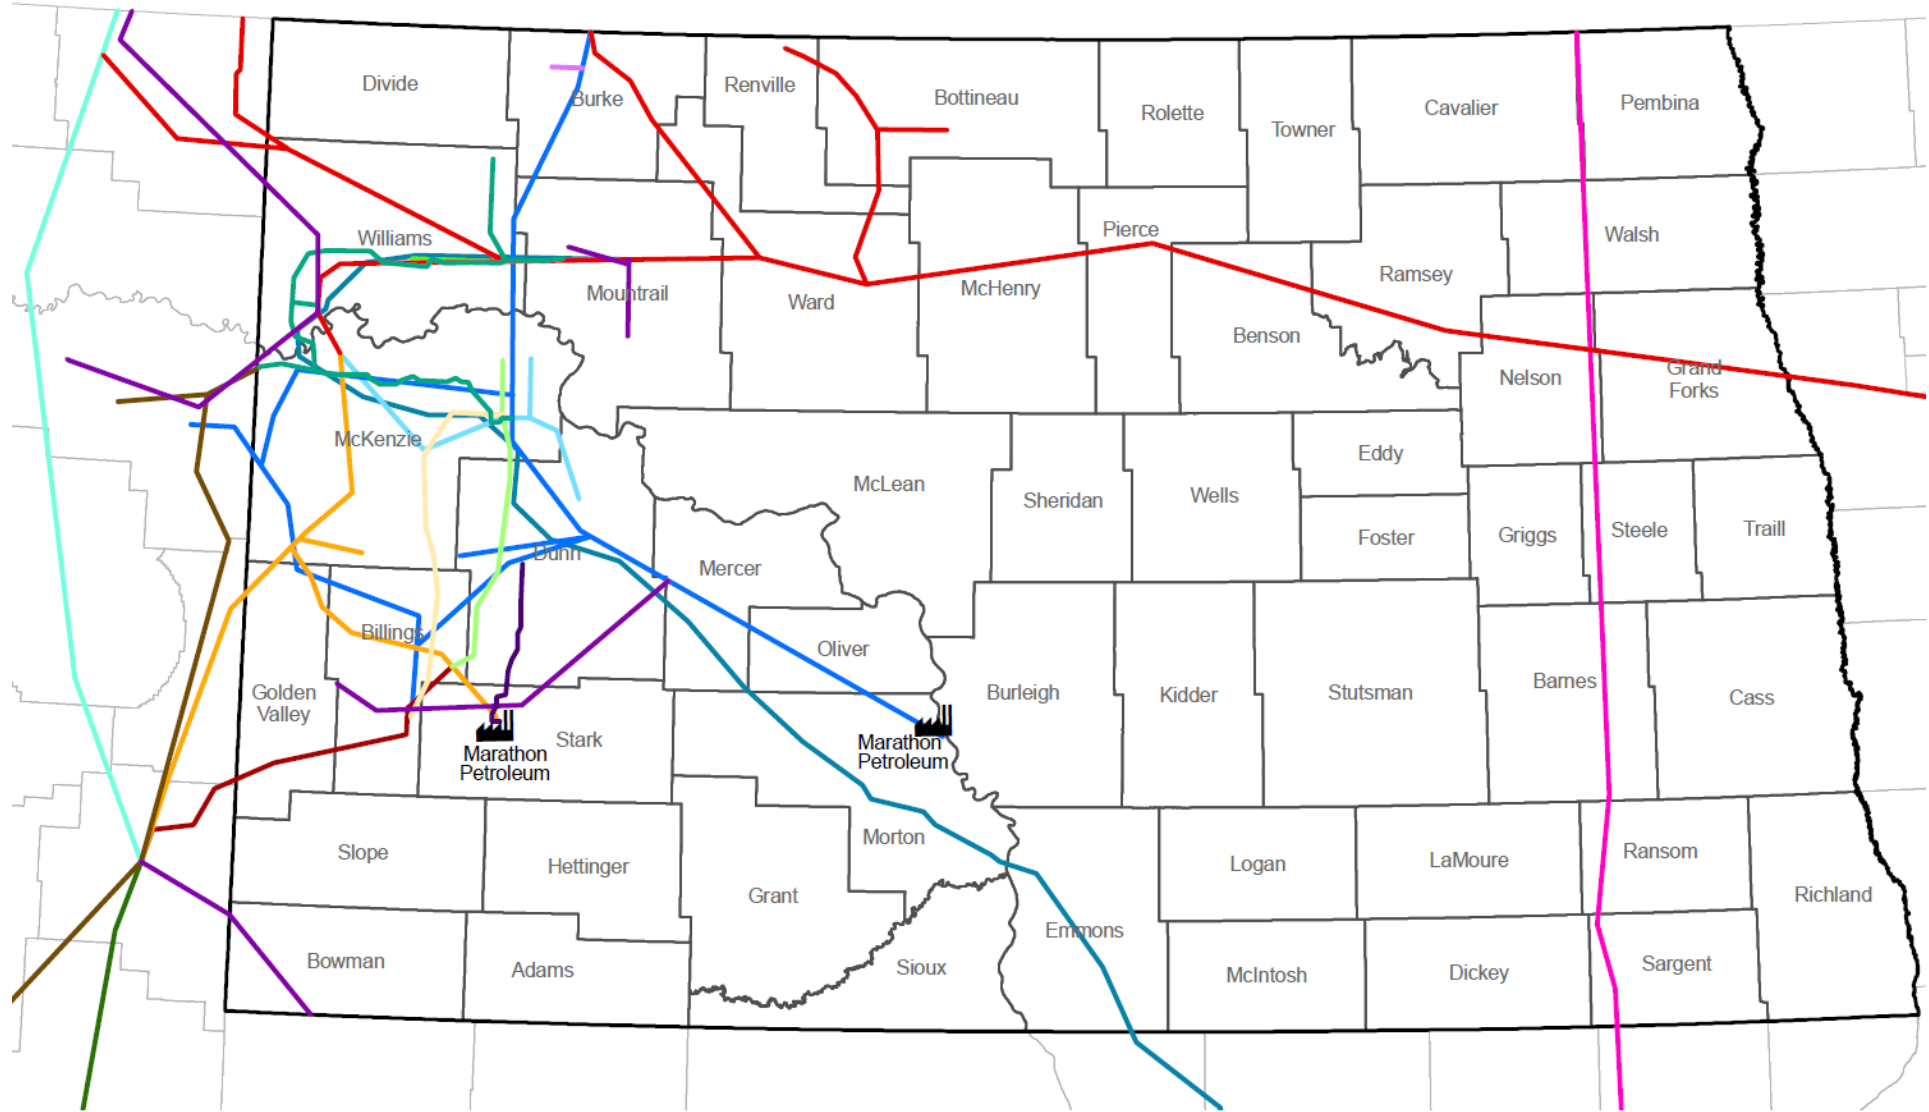 Divide
Burke
Renville
Bottineau
Rolette
Towner
Cavalier
Pembina
Williams
Mountrail
Ward
McHenry
Pierce
Benson
Ramsey
Walsh
Nelson
Grand
Forks
McKenzie
McLean
Sheridan
Wells
Eddy
Foster
Griggs
Steele
Traill
Dunn
Mercer
Oliver
Billings
Golden
Valley
Stark
Marathon
Petroleum
Marathon
Petroleum
Burleigh
Kidder
Stutsman
Barnes
Cass
Slope
Hettinger
Grant
Morton
Emmons
Logan
LaMoure
Ransom
Richland
Bowman
Adams
Sioux
McIntosh
Dickey
Sargent